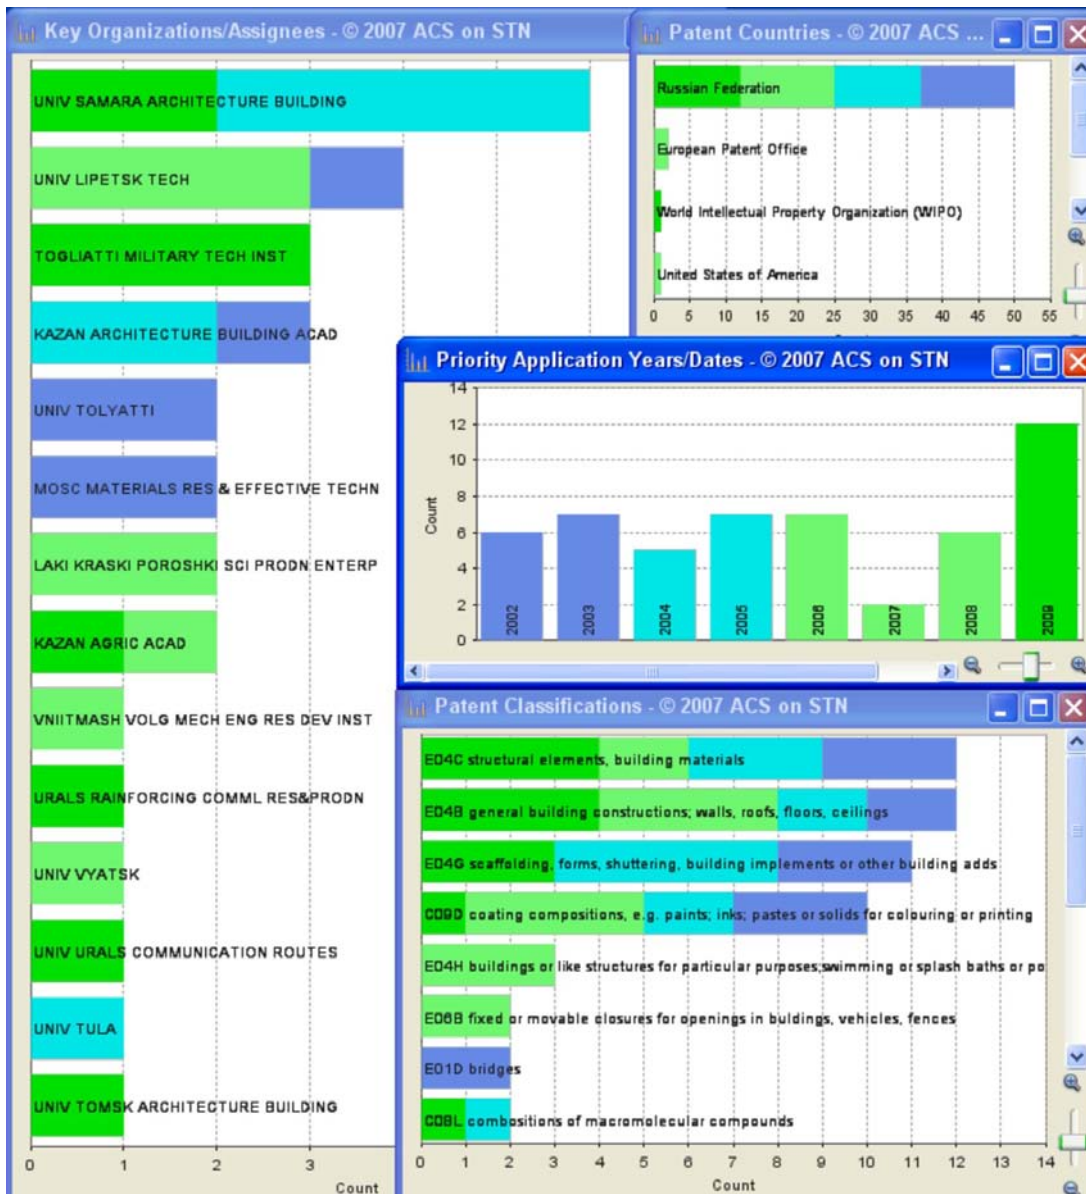 Key Organizations/Assignees - © 2007 ACS on STN
UNIV SAMARA ARCHITECTURE BUILDING
UNIV LIPETSK TECH
TOGLIATTI MILITARY TECH INST
KAZAN ARCHITECTURE BUILDING ACAD
UNIV TOLYATTI
MOSC MATERIALS RES & EFFECTIVE TECHN
LAKI KRASKI POROSHKI SCI PRODN ENTERP
KAZAN AGRIC ACAD
VNIITMASH VOLG MECH ENG RES DEV INST
URALS RAINFORCING COMML RES&PRODN
UNIV VYATSK
UNIV URALS COMMUNICATION ROUTES
UNIV TULA
UNIV TOMSK ARCHITECTURE BUILDING
0 1 2 3
Count
Patent Countries - © 2007 ACS ...
Russian Federation
European Patent Office
World Intellectual Property Organization (WIPO)
United States of America
0 5 10 15 20 25 30 35 40 45 50 55
Priority Application Years/Dates - © 2007 ACS on STN
14
12
10
8
6
4
2
0
Count
2002 2003 2004 2005 2006 2007 2008 2009
Patent Classifications - © 2007 ACS on STN
E04C structural elements, building materials
E04B general building constructions; walls, roofs, floors, ceilings
E04G scaffolding, forms, shuttering, building implements or other building adds
C09D coating compositions, e.g. paints; inks; pastes or solids for colouring or printing
E04H buildings or like structures for particular purposes;swimming or splash baths or po
E06B fixed or movable closures for openings in buldings, vehicles, fences
E01D bridges
C08L combositions of macromolecular compounds
0 1 2 3 4 5 6 7 8 9 10 11 12 13 14
Count